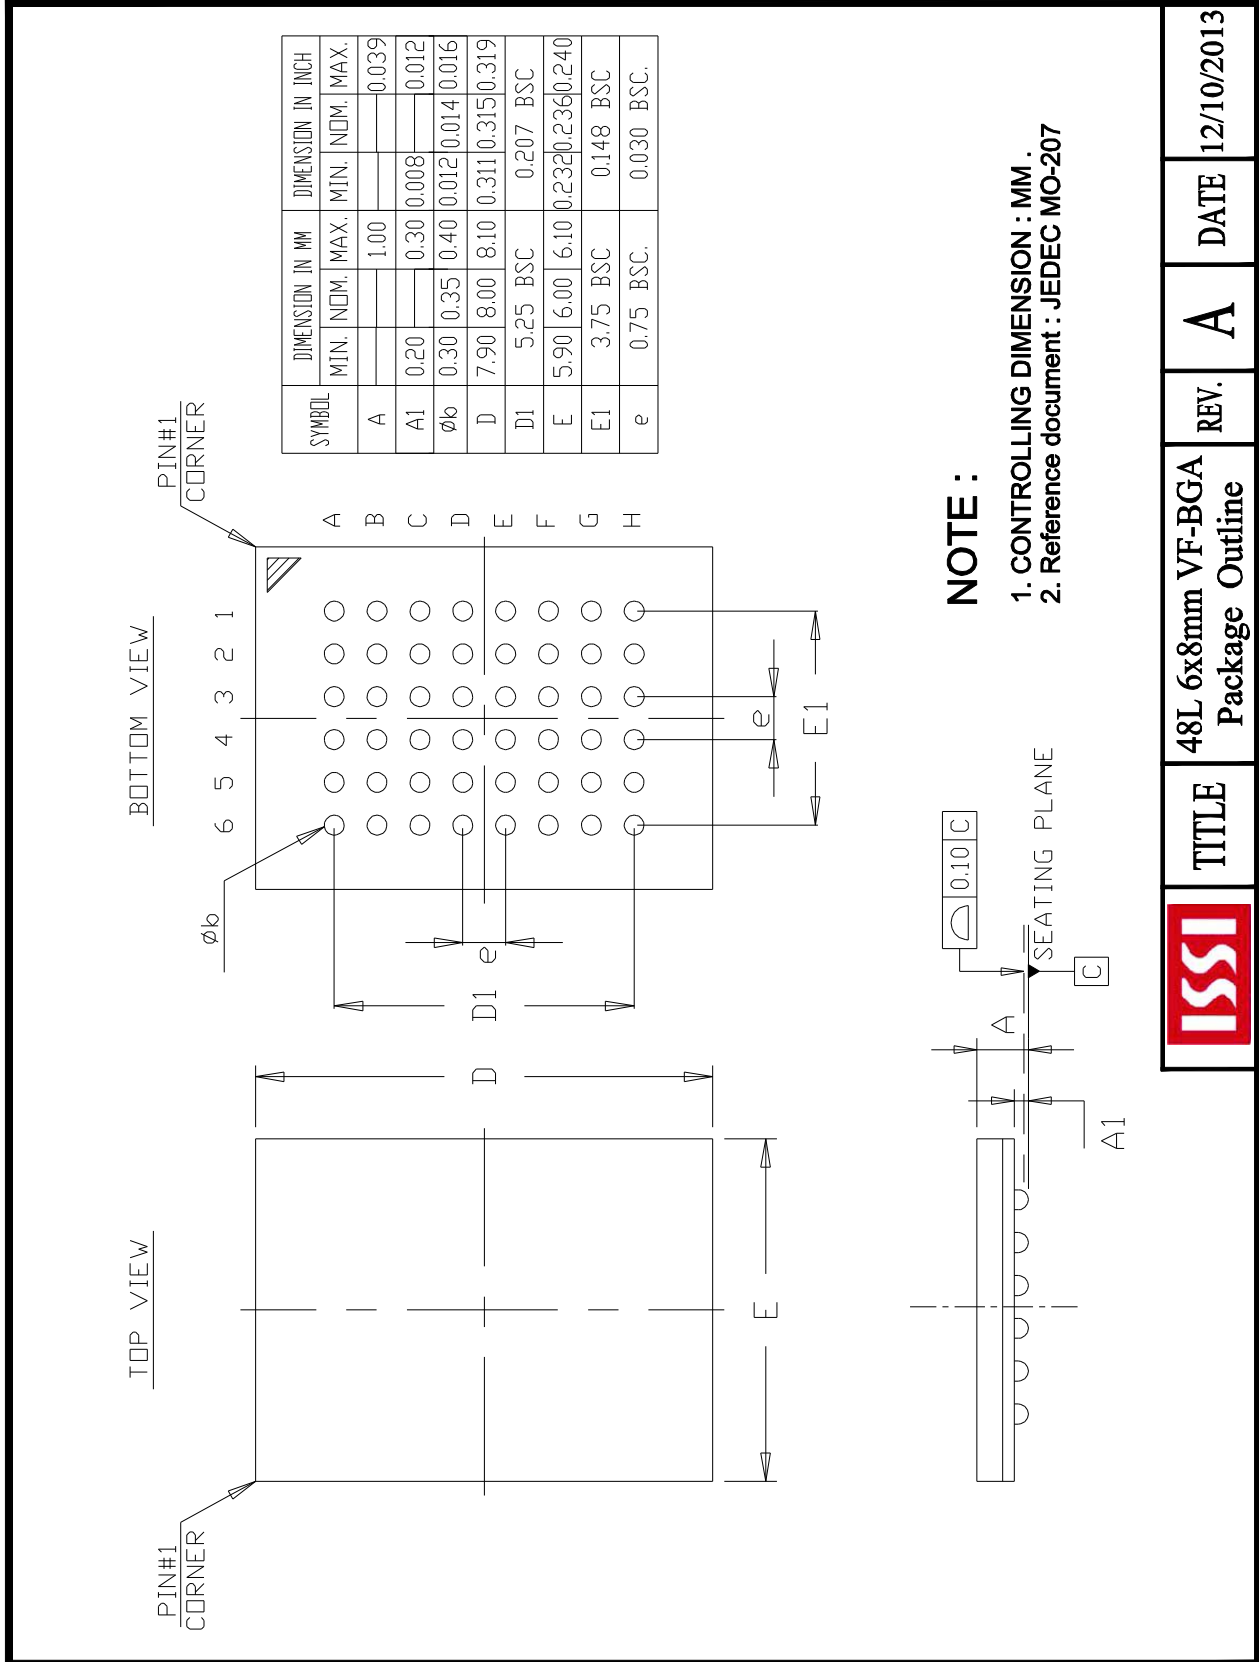 TOP VIEW
PIN#1
CORNER
D
E
BOTTOM VIEW
PIN#1
CORNER
6 5 4 3 2 1
A
B
C
D
E
F
G
H
Øb
e
D1
e
E1
SYMBOL DIMENSION IN MM DIMENSION IN INCH
MIN. NOM. MAX. MIN. NOM. MAX.
A 1.00 0.039
A1 0.20 0.30 0.008 0.012
Øb 0.30 0.35 0.40 0.012 0.014 0.016
D 7.90 8.00 8.10 0.311 0.315 0.319
D1 5.25 BSC 0.207 BSC
E 5.90 6.00 6.10 0.232 0.236 0.240
E1 3.75 BSC 0.148 BSC
e 0.75 BSC. 0.030 BSC.
A
A1
0.10 C
SEATING PLANE
C
NOTE :
1. CONTROLLING DIMENSION : MM .
2. Reference document : JEDEC MO-207
ISSI
TITLE
48L 6x8mm VF-BGA
Package Outline
REV.
A
DATE
12/10/2013